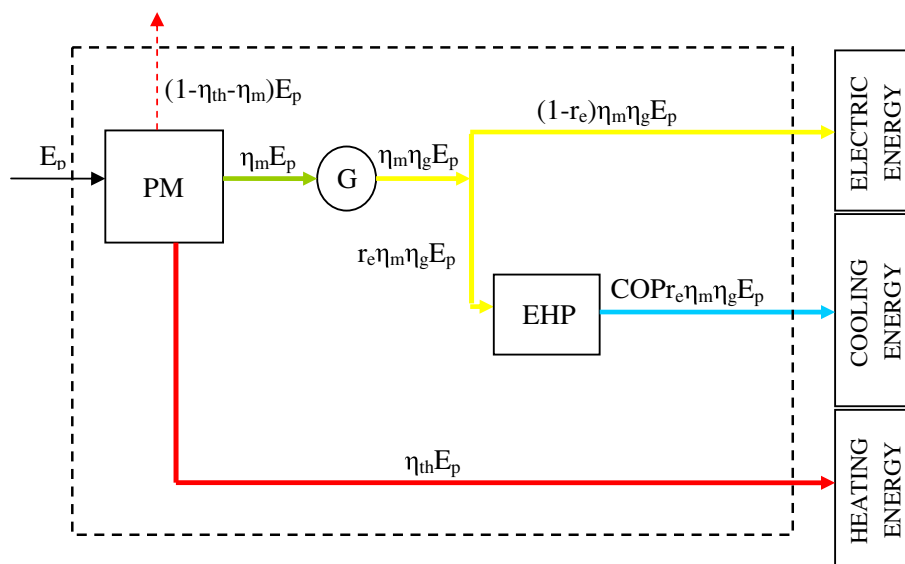 (1-ηth-ηm)Ep
(1-re)ηmηgEp
ELECTRIC
ENERGY
Ep
ηmEp
ηmηgEp
PM
G
reηmηgEp
COPreηmηgEp
EHP
COOLING
ENERGY
ηthEp
HEATING
ENERGY